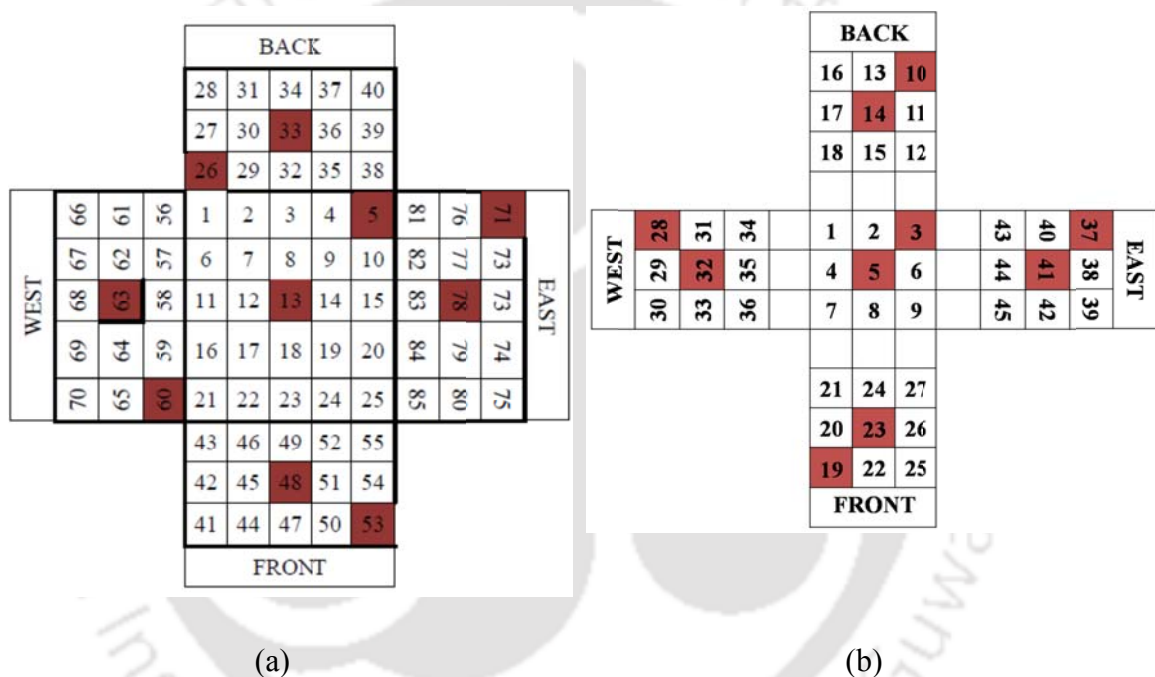 BACK
28 31 34 37 40
27 30 33 36 39
26 29 32 35 38
WEST 66 61 56 1 2 3 4 5 81 76 71 EAST
67 62 57 6 7 8 9 10 82 77 73
68 63 58 11 12 13 14 15 83 78 73
69 64 59 16 17 18 19 20 84 79 74
70 65 60 21 22 23 24 25 85 80 75
43 46 49 52 55
42 45 48 51 54
41 44 47 50 53
FRONT
(a)
BACK
16 13 10
17 14 11
18 15 12
WEST 28 31 34 1 2 3 43 40 37 EAST
29 32 35 4 5 6 44 41 38
30 33 36 7 8 9 45 42 39
21 24 27
20 23 26
19 22 25
FRONT
(b)